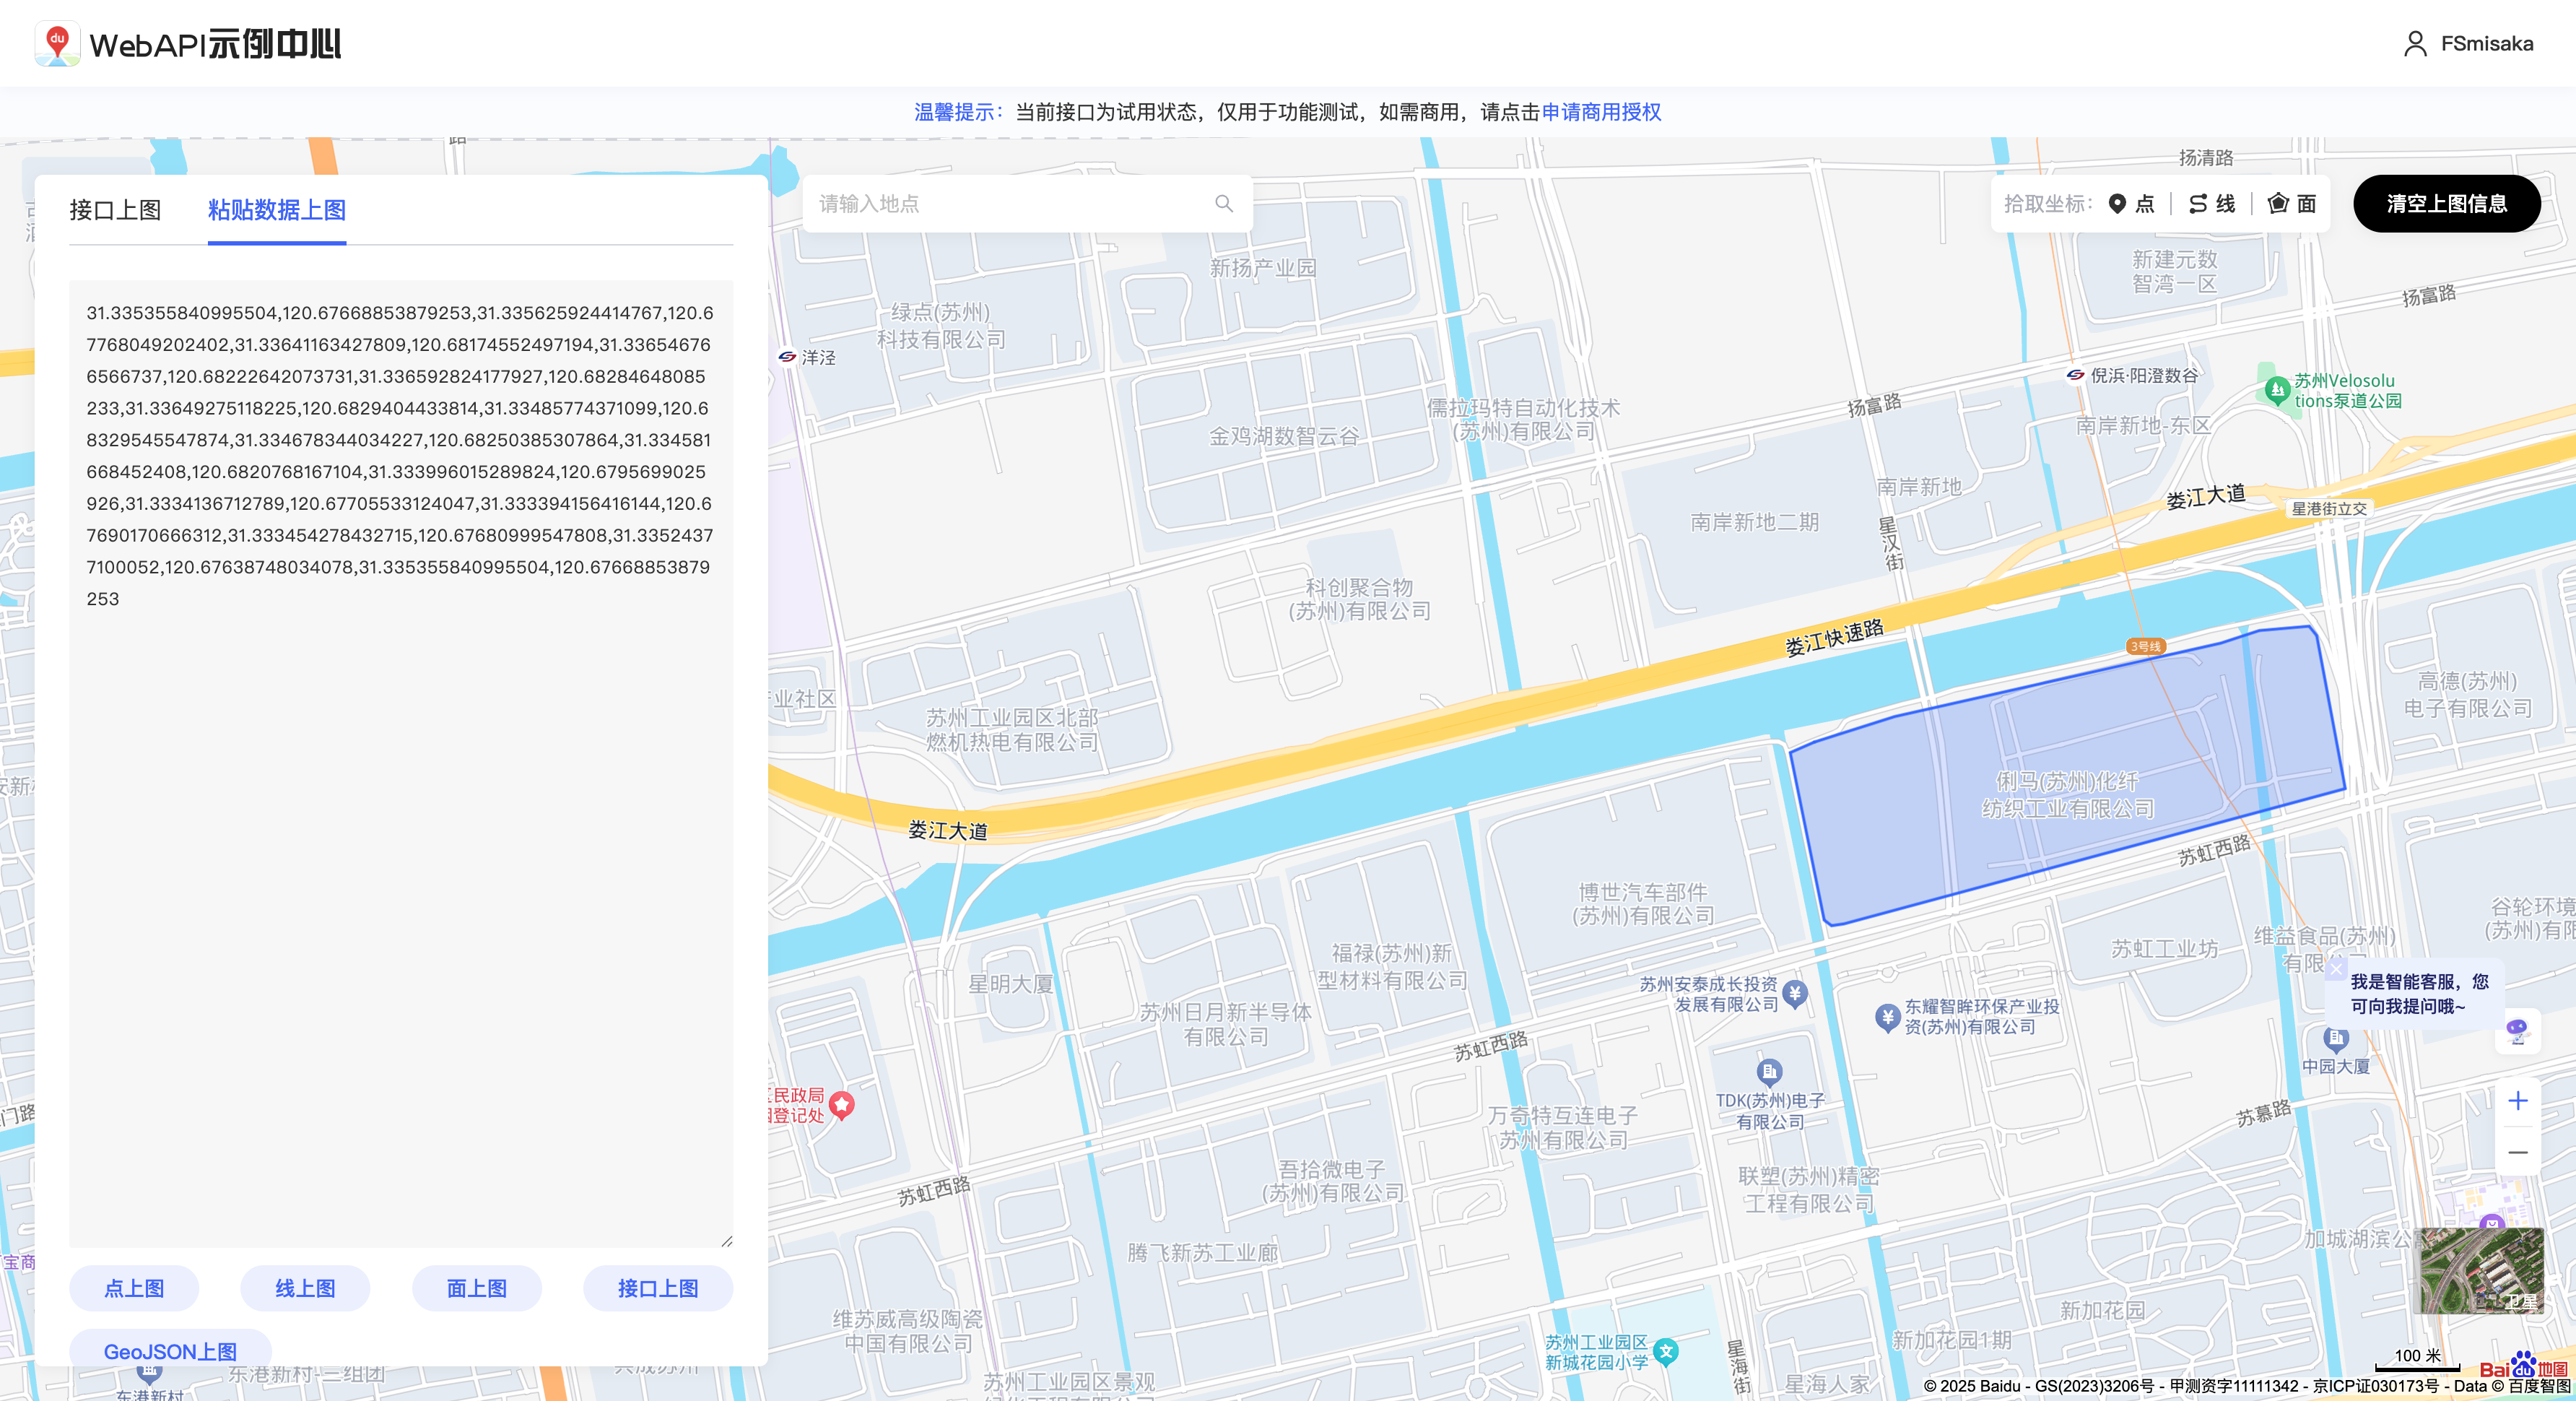 du WebAPI示例中心
FSmisaka
温馨提示：当前接口为试用状态，仅用于功能测试，如需商用，请点击申请商用授权
接口上图
粘贴数据上图
请输入地点
拾取坐标：
点
线
面
清空上图信息
31.335355840995504,120.67668853879253,31.335625924414767,120.6
7768049202402,31.33641163427809,120.68174552497194,31.33654676
6566737,120.68222642073731,31.336592824177927,120.68284648085
233,31.33649275118225,120.6829404433814,31.33485774371099,120.6
8329545547874,31.334678344034227,120.68250385307864,31.334581
668452408,120.6820768167104,31.333996015289824,120.6795699025
926,31.3334136712789,120.67705533124047,31.333394156416144,120.6
7690170666312,31.333454278432715,120.67680999547808,31.3352437
7100052,120.67638748034078,31.335355840995504,120.67668853879
253
点上图
线上图
面上图
接口上图
GeoJSON上图
路
扬清路
新扬产业园
新建元数
智湾一区
扬富路
绿点(苏州)
科技有限公司
洋泾
倪浜·阳澄数谷
苏州Velosolu
tions泵道公园
扬富路
儒拉玛特自动化技术
(苏州)有限公司
金鸡湖数智云谷
南岸新地-东区
南岸新地
娄江大道
星港街立交
南岸新地二期
星汉街
科创聚合物
(苏州)有限公司
娄江快速路
3号线
业社区
苏州工业园区北部
燃机热电有限公司
高德(苏州)
电子有限公司
俐马(苏州)化纤
纺织工业有限公司
娄江大道
苏虹西路
博世汽车部件
(苏州)有限公司
谷轮环境
(苏州)有限
苏虹工业坊
维益食品(苏州)
有限
福禄(苏州)新
型材料有限公司
星明大厦
苏州安泰成长投资
发展有限公司
东耀智眸环保产业投
资(苏州)有限公司
苏州日月新半导体
有限公司
苏虹西路
我是智能客服，您
可向我提问哦~
中园大厦
TDK(苏州)电子
有限公司
万奇特互连电子
苏州有限公司
苏慕路
民政局
登记处
门路
吾拾微电子
(苏州)有限公司
联塑(苏州)精密
工程有限公司
苏虹西路
腾飞新苏工业廊
加城湖滨公
宝商
维苏威高级陶瓷
中国有限公司
新加花园
新加花园1期
卫星
苏州工业园区
新城花园小学
文
星海街
星海人家
东港新村-三组团
东港新村
苏州工业园区景观
100 米
Bai du 地图
© 2025 Baidu - GS(2023)3206号 - 甲测资字11111342 - 京ICP证030173号 - Data © 百度智图